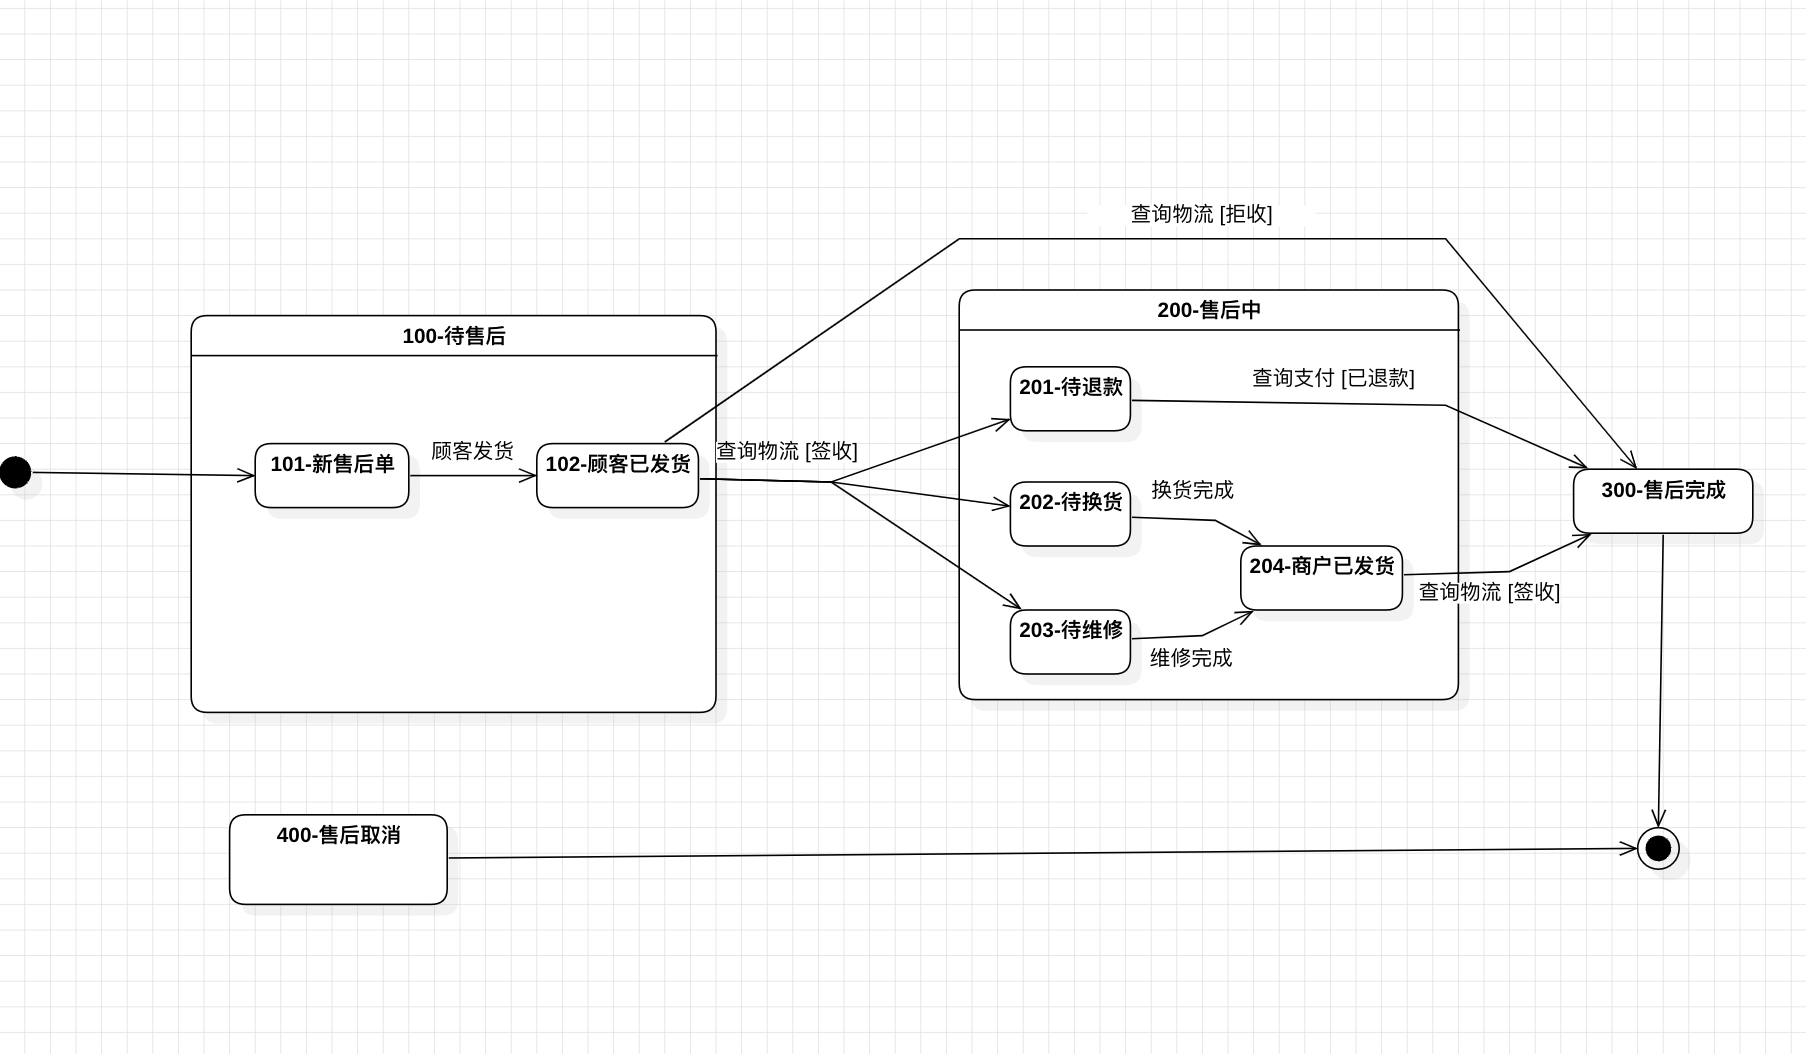 查询物流 [拒收]
200-售后中
100-待售后
201-待退款
查询支付 [已退款]
顾客发货
查询物流 [签收]
101-新售后单
102-顾客已发货
202-待换货
换货完成
300-售后完成
204-商户已发货
查询物流 [签收]
203-待维修
维修完成
400-售后取消